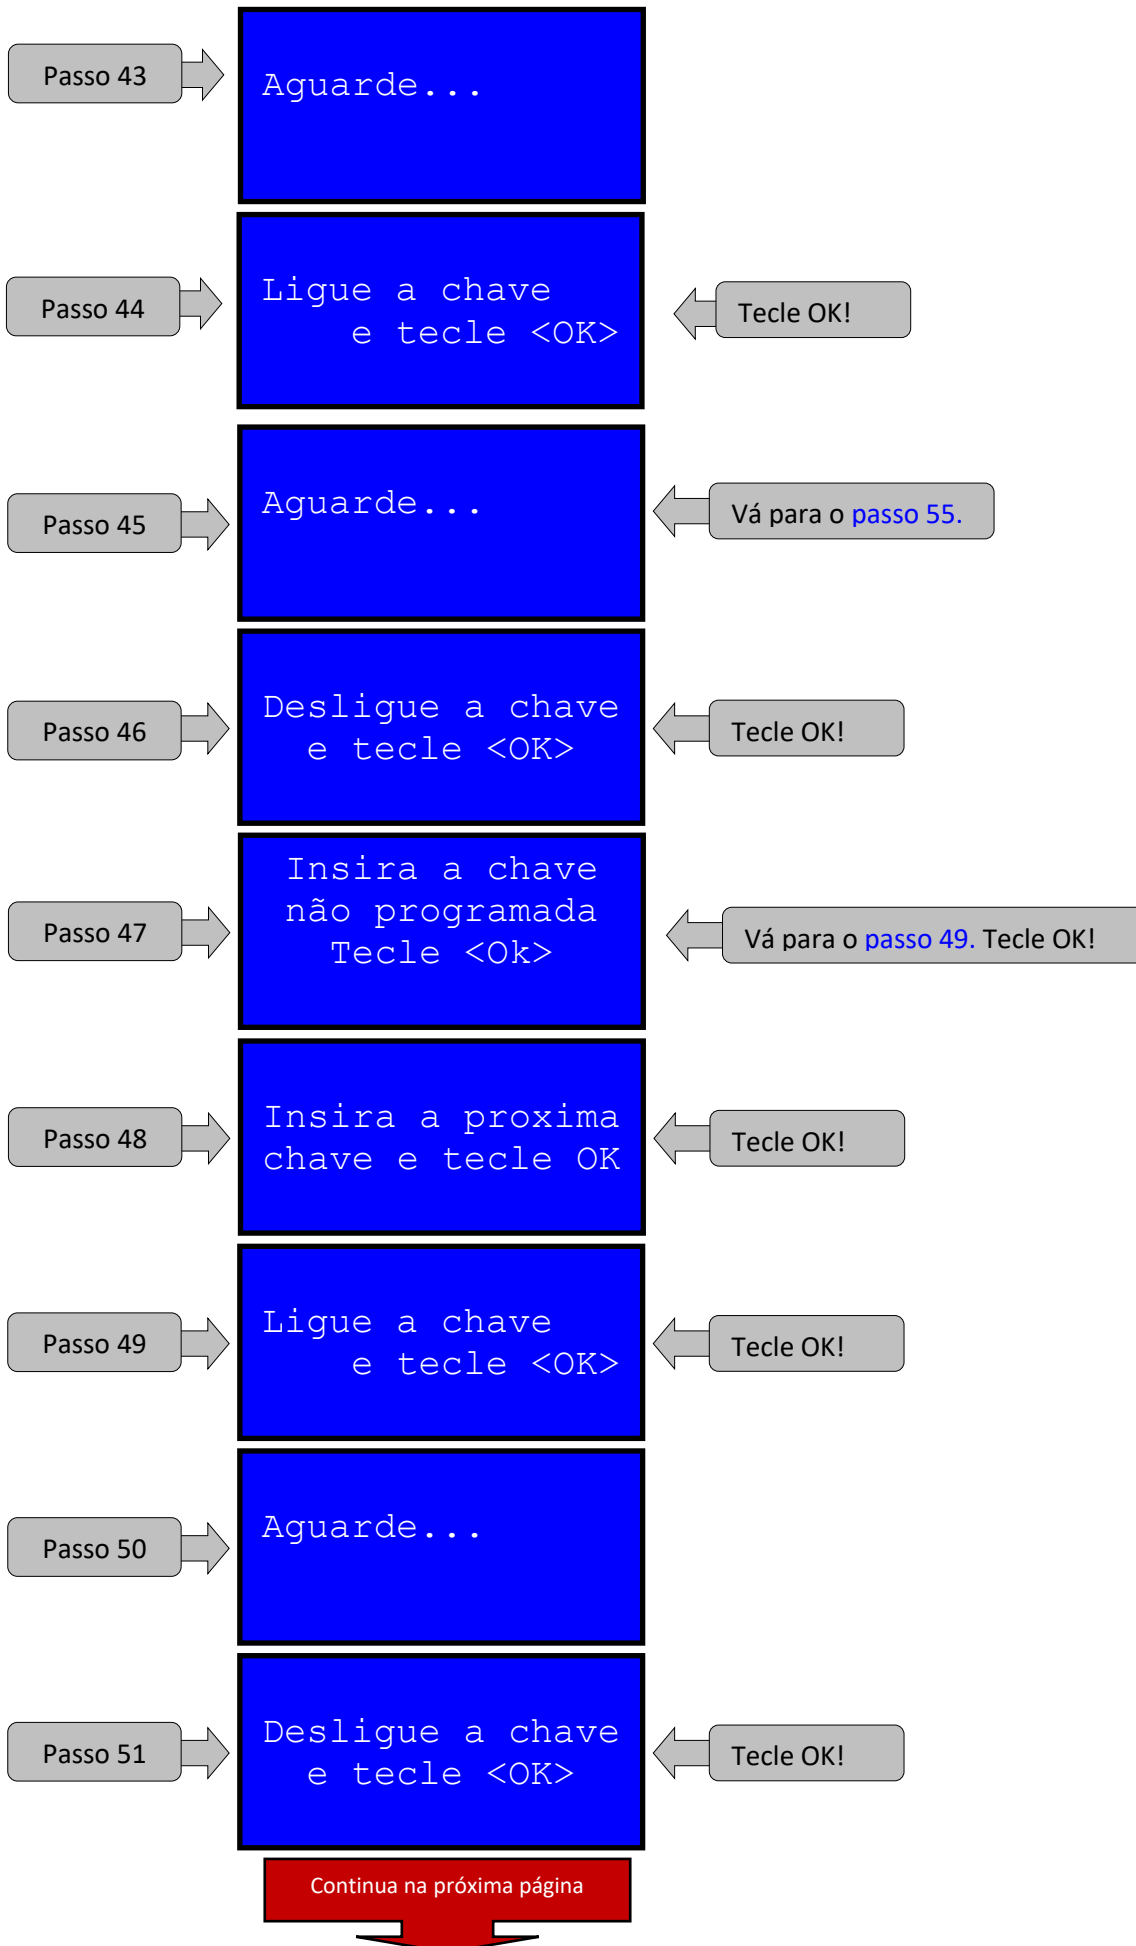 Passo 43
Aguarde...
Passo 44
Ligue a chave
e tecle <OK>
Tecle OK!
Passo 45
Aguarde...
Vá para o passo 55.
Passo 46
Desligue a chave
e tecle <OK>
Tecle OK!
Passo 47
Insira a chave
não programada
Tecle <Ok>
Vá para o passo 49. Tecle OK!
Passo 48
Insira a proxima
chave e tecle OK
Tecle OK!
Passo 49
Ligue a chave
e tecle <OK>
Tecle OK!
Passo 50
Aguarde...
Passo 51
Desligue a chave
e tecle <OK>
Tecle OK!
Continua na próxima página